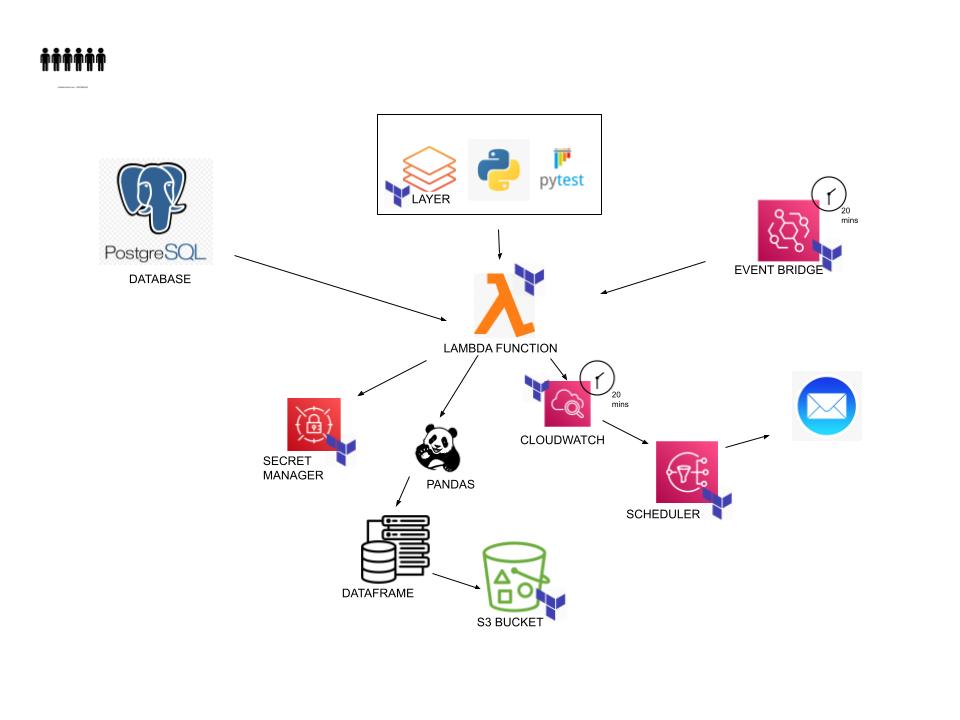 LAYER
pytest
PostgreSQL
DATABASE
20
mins
EVENT BRIDGE
LAMBDA FUNCTION
20
mins
CLOUDWATCH
SECRET
MANAGER
PANDAS
SCHEDULER
DATAFRAME
S3 BUCKET